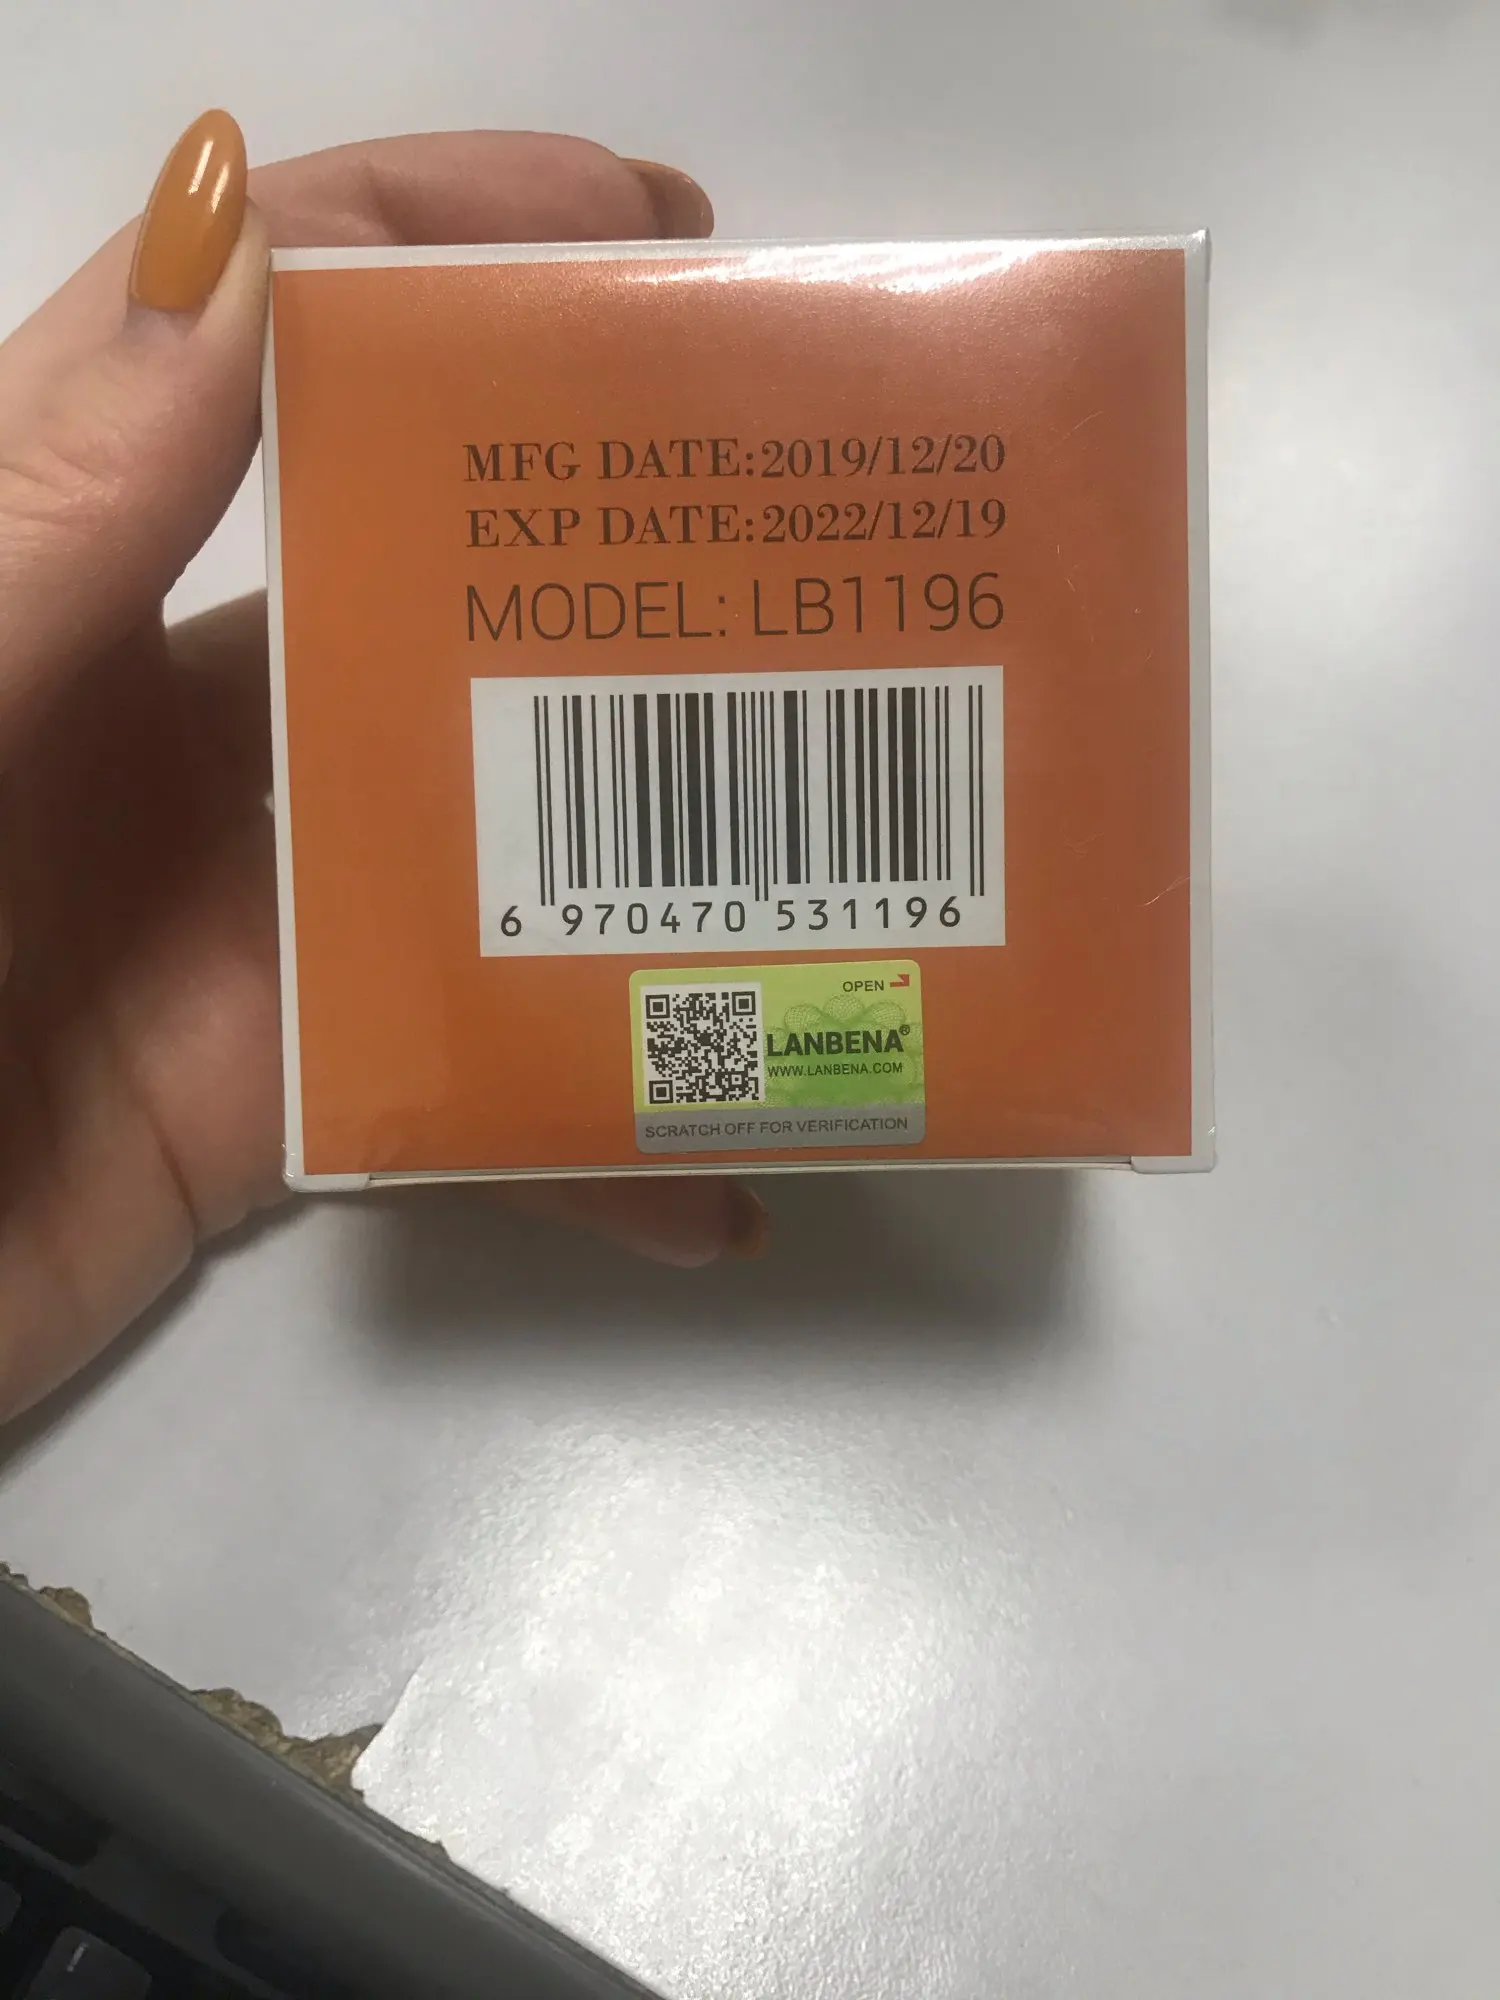 MFG DATE:2019/12/20
EXP DATE:2022/12/19
MODEL: LB1196
6 970470 531196
OPEN
LANBENA®
WWW.LANBENA.COM
SCRATCH OFF FOR VERIFICATION